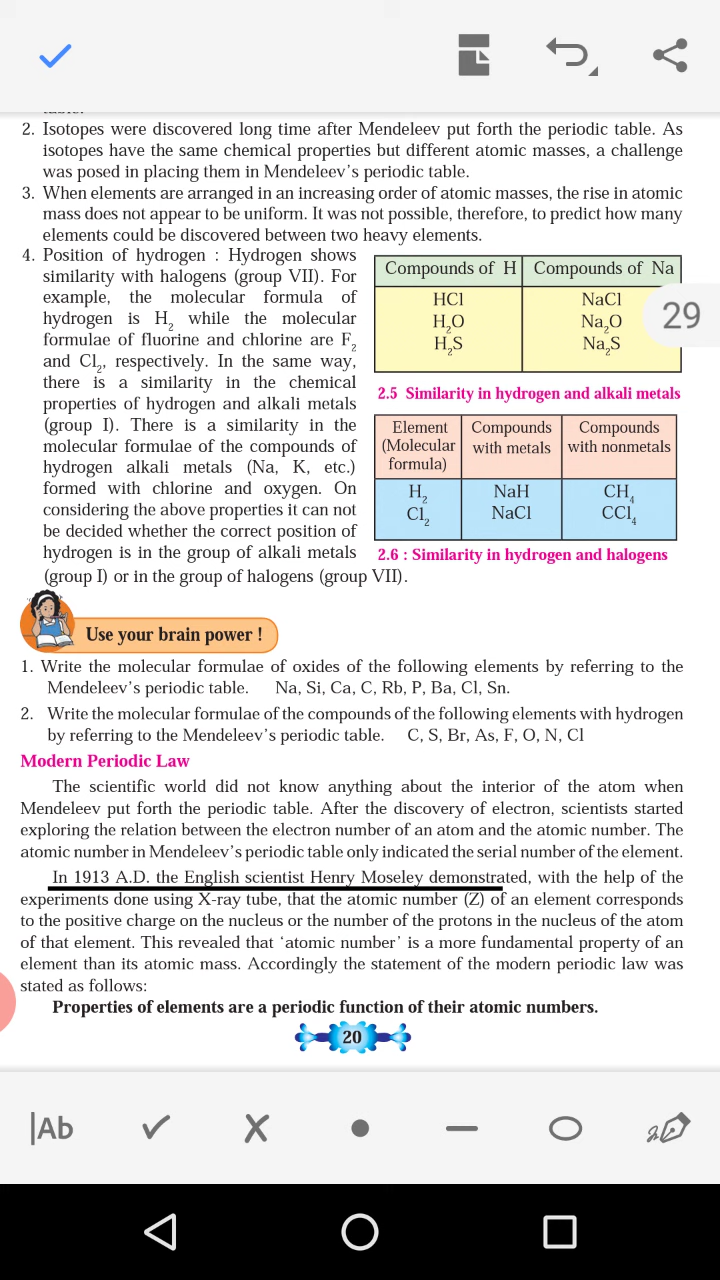 2. Isotopes were discovered long time after Mendeleev put forth the periodic table. As
isotopes have the same chemical properties but different atomic masses, a challenge
was posed in placing them in Mendeleev's periodic table.
3. When elements are arranged in an increasing order of atomic masses, the rise in atomic
mass does not appear to be uniform. It was not possible, therefore, to predict how many
elements could be discovered between two heavy elements.
4. Position of hydrogen : Hydrogen shows
similarity with halogens (group VII). For
example, the molecular formula of
hydrogen is H₂ while the molecular
formulae of fluorine and chlorine are F₂
and Cl₂, respectively. In the same way,
there is a similarity in the chemical
properties of hydrogen and alkali metals
(group I). There is a similarity in the
molecular formulae of the compounds of
hydrogen alkali metals (Na, K, etc.)
formed with chlorine and oxygen. On
considering the above properties it can not
be decided whether the correct position of
hydrogen is in the group of alkali metals
(group I) or in the group of halogens (group VII).
Compounds of H Compounds of Na
HCl NaCl
H₂O Na₂O
H₂S Na₂S
29
2.5 Similarity in hydrogen and alkali metals
Element Compounds Compounds
(Molecular with metals with nonmetals
formula)
H₂ NaH CH₄
Cl₂ NaCl CCl₄
2.6 : Similarity in hydrogen and halogens
Use your brain power !
1. Write the molecular formulae of oxides of the following elements by referring to the
Mendeleev's periodic table. Na, Si, Ca, C, Rb, P, Ba, Cl, Sn.
2. Write the molecular formulae of the compounds of the following elements with hydrogen
by referring to the Mendeleev's periodic table. C, S, Br, As, F, O, N, Cl
Modern Periodic Law
The scientific world did not know anything about the interior of the atom when
Mendeleev put forth the periodic table. After the discovery of electron, scientists started
exploring the relation between the electron number of an atom and the atomic number. The
atomic number in Mendeleev's periodic table only indicated the serial number of the element.
In 1913 A.D. the English scientist Henry Moseley demonstrated, with the help of the
experiments done using X-ray tube, that the atomic number (Z) of an element corresponds
to the positive charge on the nucleus or the number of the protons in the nucleus of the atom
of that element. This revealed that 'atomic number' is a more fundamental property of an
element than its atomic mass. Accordingly the statement of the modern periodic law was
stated as follows:
Properties of elements are a periodic function of their atomic numbers.
20
|Ab